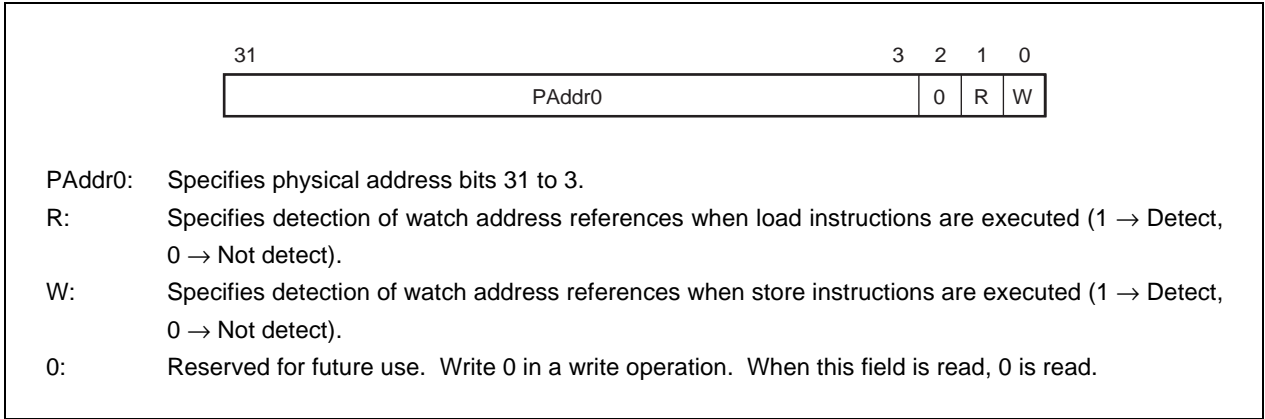 31 3 2 1 0
PAddr0 0 R W
PAddr0: Specifies physical address bits 31 to 3.
R: Specifies detection of watch address references when load instructions are executed (1 → Detect,
0 → Not detect).
W: Specifies detection of watch address references when store instructions are executed (1 → Detect,
0 → Not detect).
0: Reserved for future use. Write 0 in a write operation. When this field is read, 0 is read.